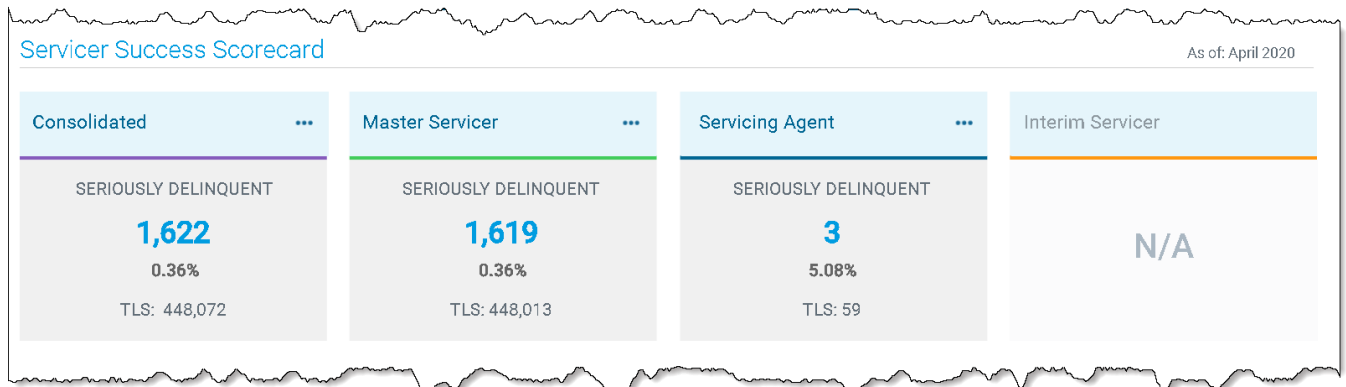 Servicer Success Scorecard
As of: April 2020
Consolidated •••
SERIOUSLY DELINQUENT
1,622
0.36%
TLS: 448,072
Master Servicer •••
SERIOUSLY DELINQUENT
1,619
0.36%
TLS: 448,013
Servicing Agent •••
SERIOUSLY DELINQUENT
3
5.08%
TLS: 59
Interim Servicer
N/A